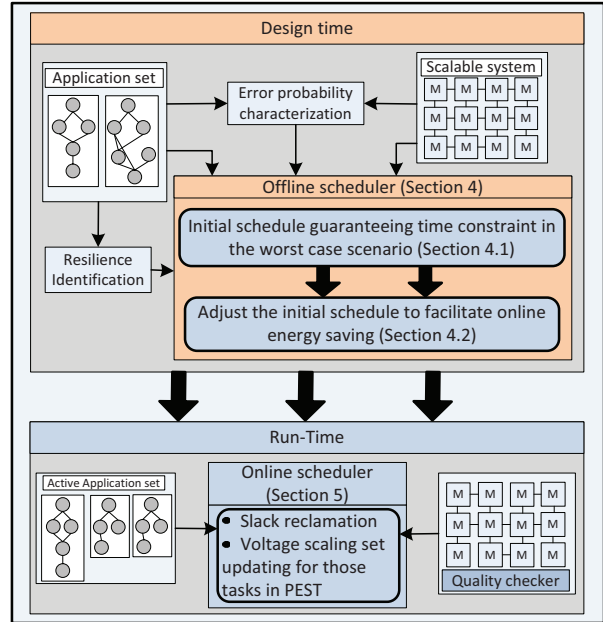 Design time
Application set
Error probability
characterization
Scalable system
M M M M
M M M M
M M M M
Offline scheduler (Section 4)
Initial schedule guaranteeing time constraint in
the worst case scenario (Section 4.1)
Resilience
Identification
Adjust the initial schedule to facilitate online
energy saving (Section 4.2)
Run-Time
Active Application set
Online scheduler
(Section 5)
• Slack reclamation
• Voltage scaling set
updating for those
tasks in PEST
M M M M
M M M M
M M M M
Quality checker